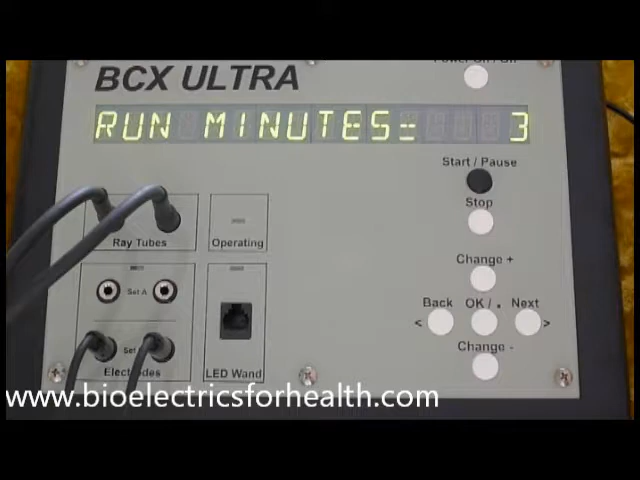 Power On / Off
BCX ULTRA
RUN MINUTES= 3
Start / Pause
Stop
Ray Tubes
Operating
Change +
Set A
Back OK / . Next
< >
Change -
Set
Electrodes
LED Wand
www.bioelectricsforhealth.com